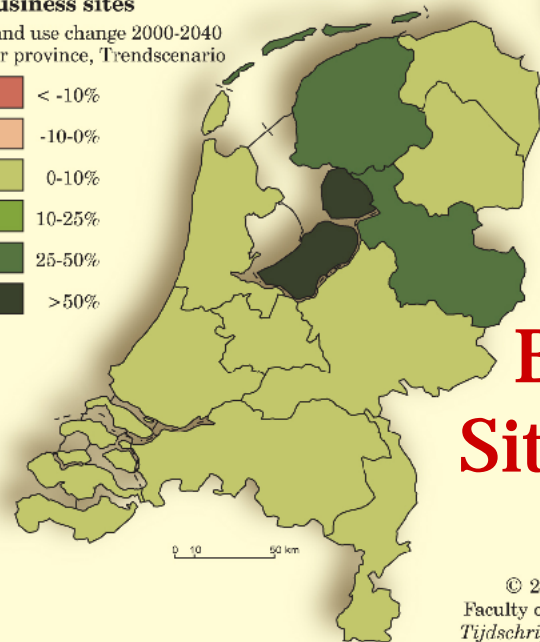 usiness sites
and use change 2000-2040
r province, Trendscenario
< -10%
-10-0%
0-10%
10-25%
25-50%
>50%
Sit
0 10 50 km
© 2
Faculty o
Tijdschri